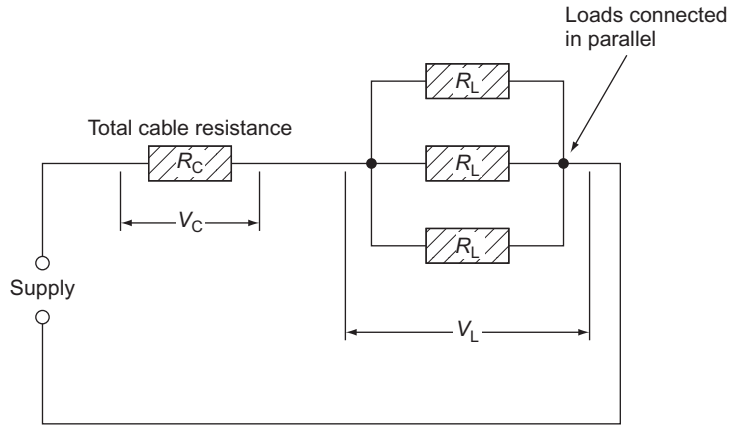 Loads connected
in parallel
R_L
Total cable resistance
R_C
R_L
V_C
R_L
Supply
V_L